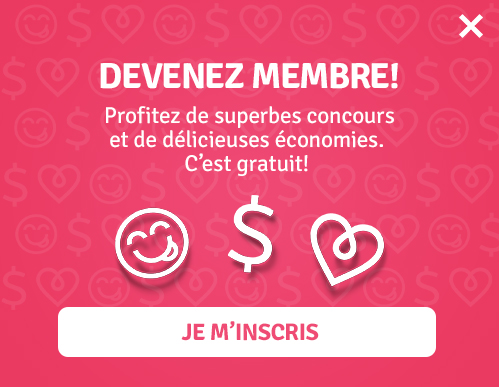 DEVENEZ MEMBRE!
Profitez de superbes concours
et de délicieuses économies.
C’est gratuit!
$
JE M’INSCRIS